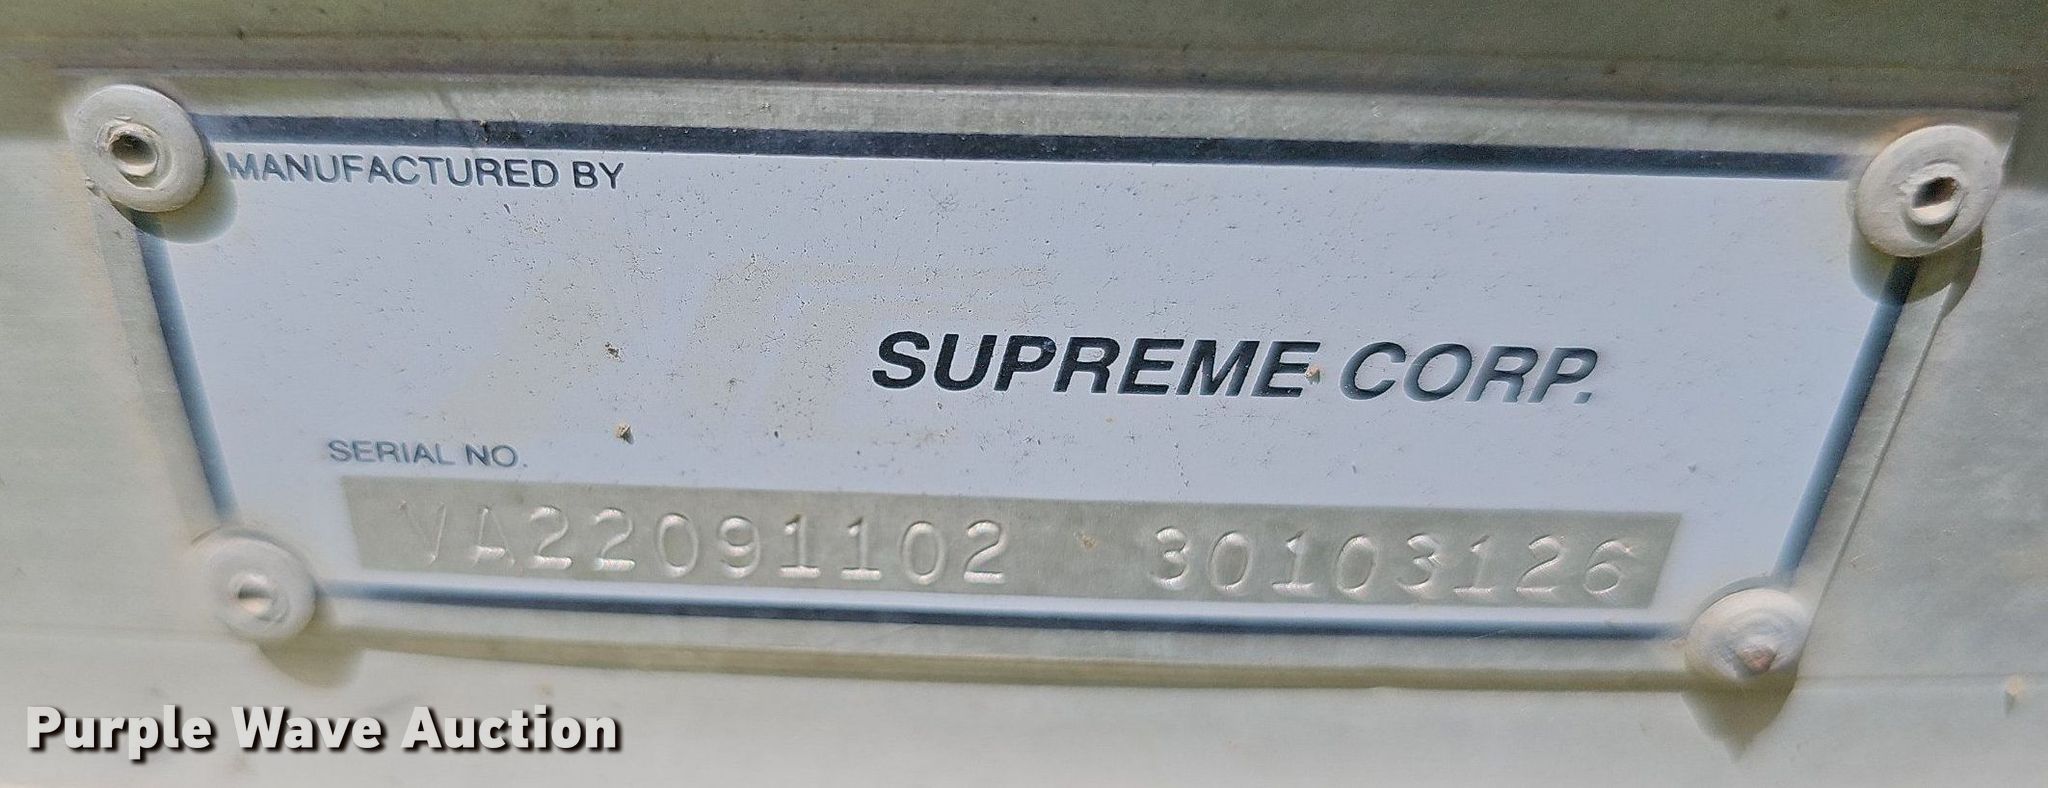 MANUFACTURED BY
SUPREME CORP.
SERIAL NO.
VA22091102 30103126
Purple Wave Auction